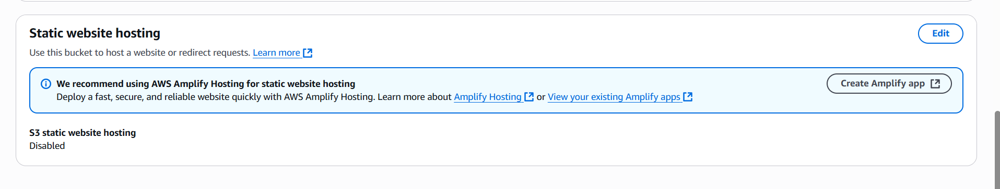 Static website hosting
Edit
Use this bucket to host a website or redirect requests. Learn more
We recommend using AWS Amplify Hosting for static website hosting
Create Amplify app
Deploy a fast, secure, and reliable website quickly with AWS Amplify Hosting. Learn more about Amplify Hosting or View your existing Amplify apps
S3 static website hosting
Disabled